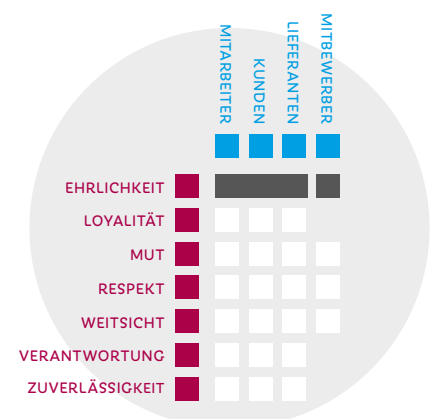 MITARBEITER
KUNDEN
LIEFERANTEN
MITBEWERBER
EHRLICHKEIT
LOYALITÄT
MUT
RESPEKT
WEITSICHT
VERANTWORTUNG
ZUVERLÄSSIGKEIT